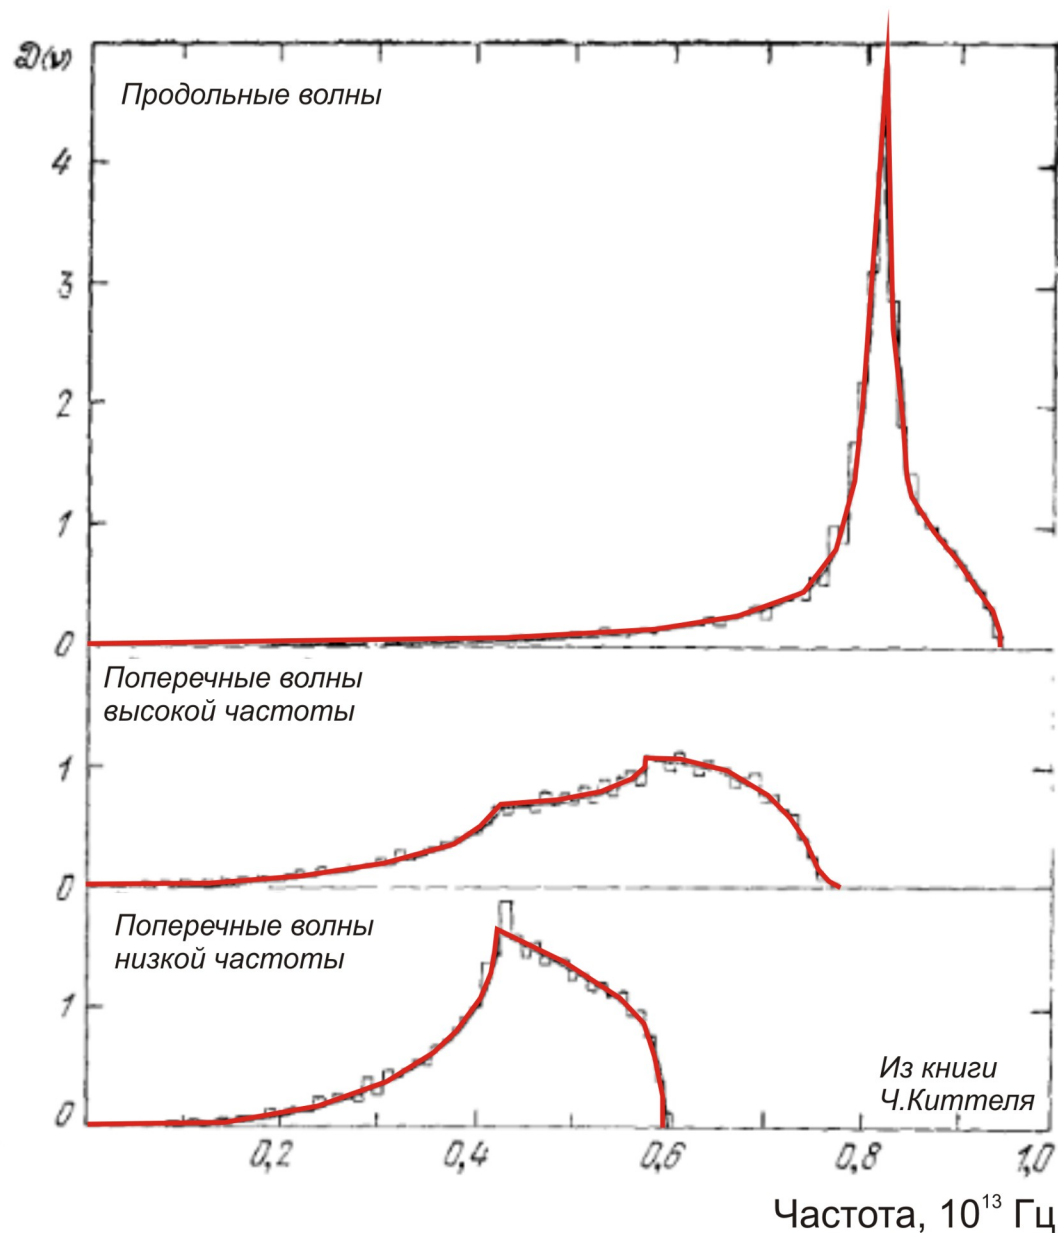 𝒟(ν)
Продольные волны
4
3
2
1
0
Поперечные волны
высокой частоты
1
0
Поперечные волны
низкой частоты
1
0
Из книги
Ч.Киттеля
0,2 0,4 0,6 0,8 1,0
Частота, 10¹³ Гц